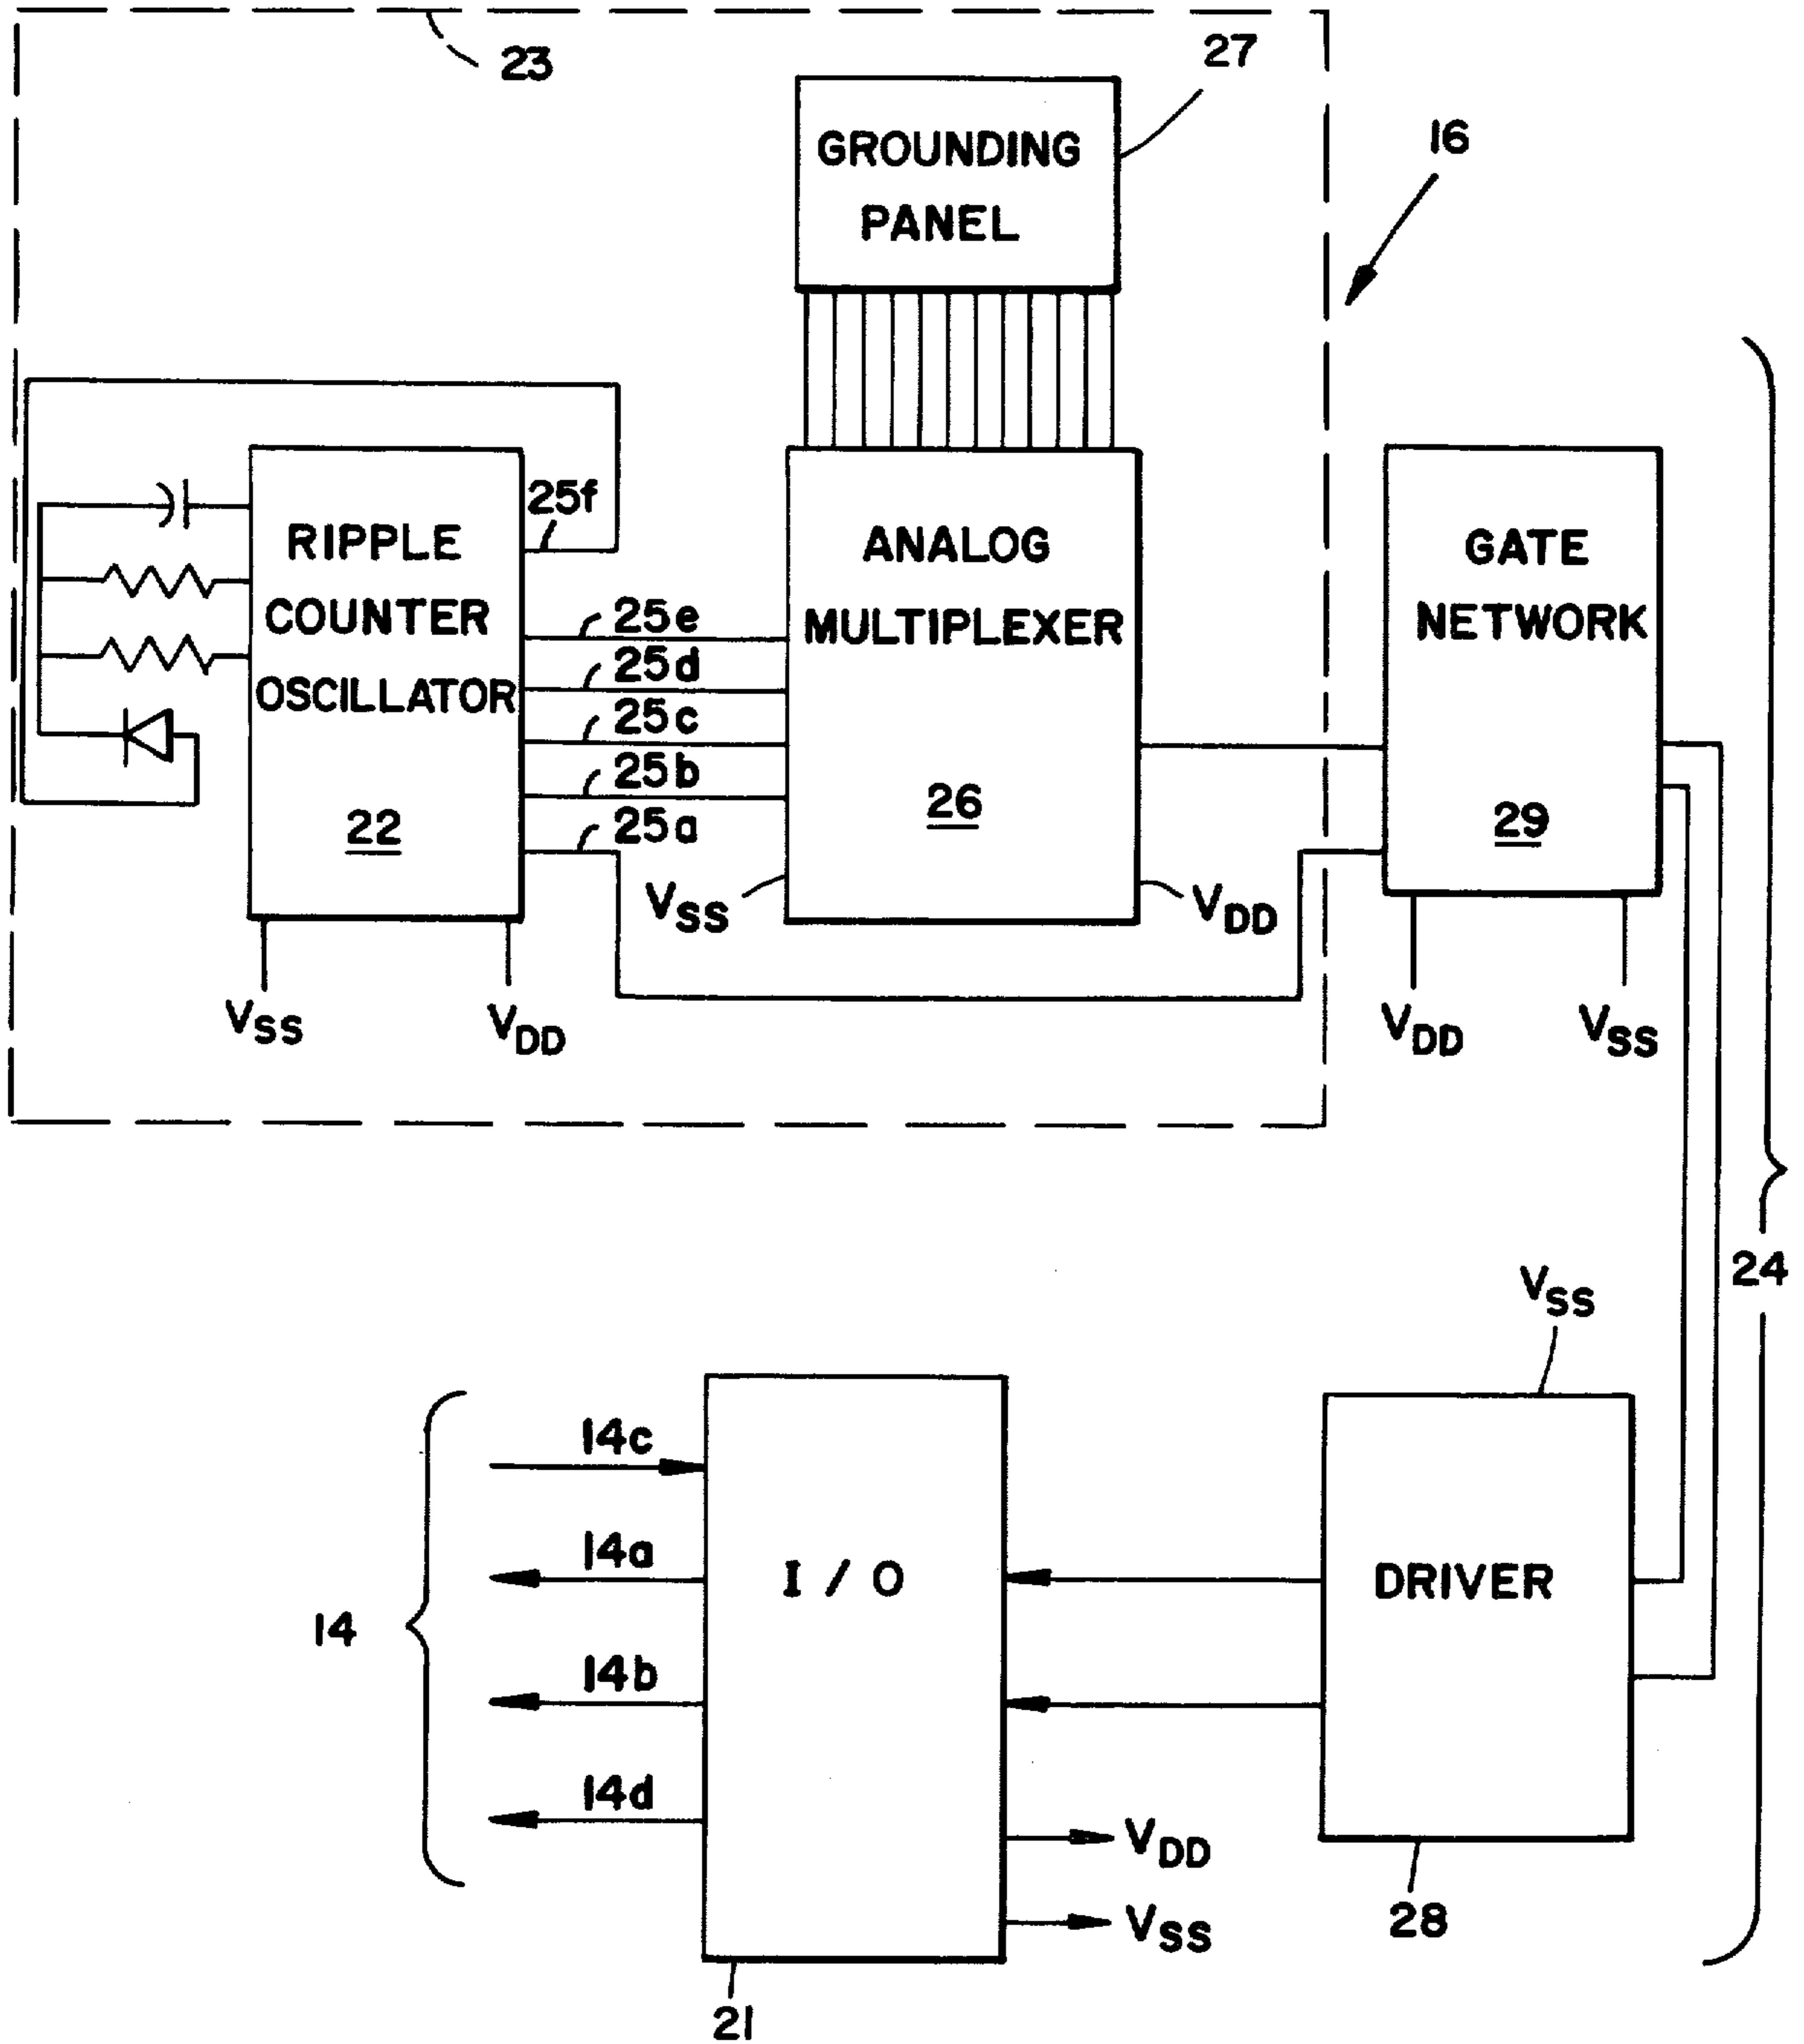 23
27
16
GROUNDING
PANEL
25f
RIPPLE
COUNTER
OSCILLATOR
22
25e
25d
25c
25b
25a
ANALOG
MULTIPLEXER
26
GATE
NETWORK
29
VSS
VDD
VSS
VDD
VDD
VSS
24
VSS
14
14c
14a
14b
14d
I / O
DRIVER
VDD
VSS
28
21